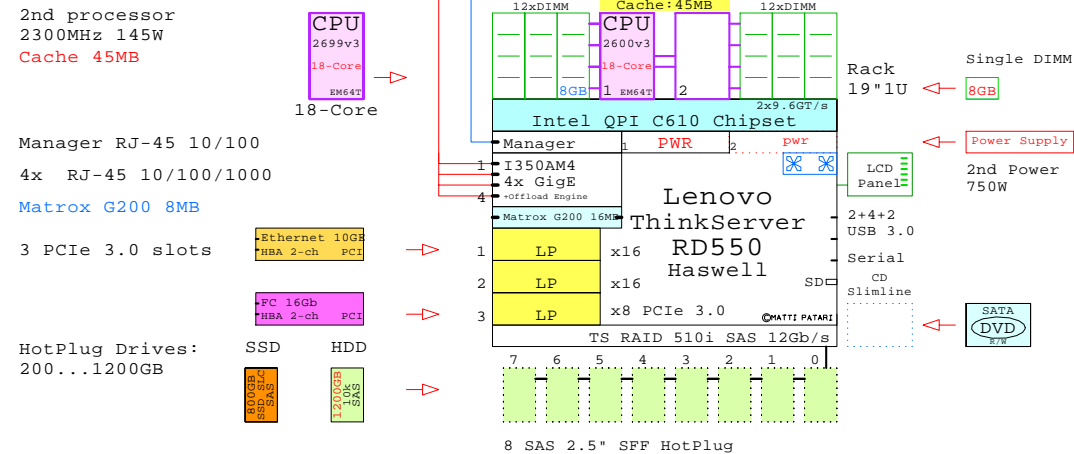 2nd processor
2300MHz 145W
Cache 45MB
CPU
2699v3
18-Core
EM64T
18-Core
12xDIMM
Cache:45MB
12xDIMM
CPU
2600v3
18-Core
8GB
1 EM64T
2
Rack
19"1U
Single DIMM
8GB
2x9.6GT/s
Intel QPI C610 Chipset
Manager RJ-45 10/100
Manager
1 PWR
2 pwr
Power Supply
2nd Power
750W
4x RJ-45 10/100/1000
1 I350AM4
4x GigE
4 +Offload Engine
LCD
Panel
Matrox G200 8MB
Matrox G200 16MB
Lenovo
ThinkServer
RD550
Haswell
2+4+2
USB 3.0
Serial
3 PCIe 3.0 slots
Ethernet 10GB
HBA 2-ch PCI
1 LP x16
2 LP x16
SD
CD
Slimline
FC 16Gb
HBA 2-ch PCI
3 LP x8 PCIe 3.0
©MATTI PATARI
SATA
DVD
R/W
TS RAID 510i SAS 12Gb/s
HotPlug Drives:
200...1200GB
SSD
HDD
7 6 5 4 3 2 1 0
800GB
SSD SLC
SAS
1200GB
10k
SAS
8 SAS 2.5" SFF HotPlug